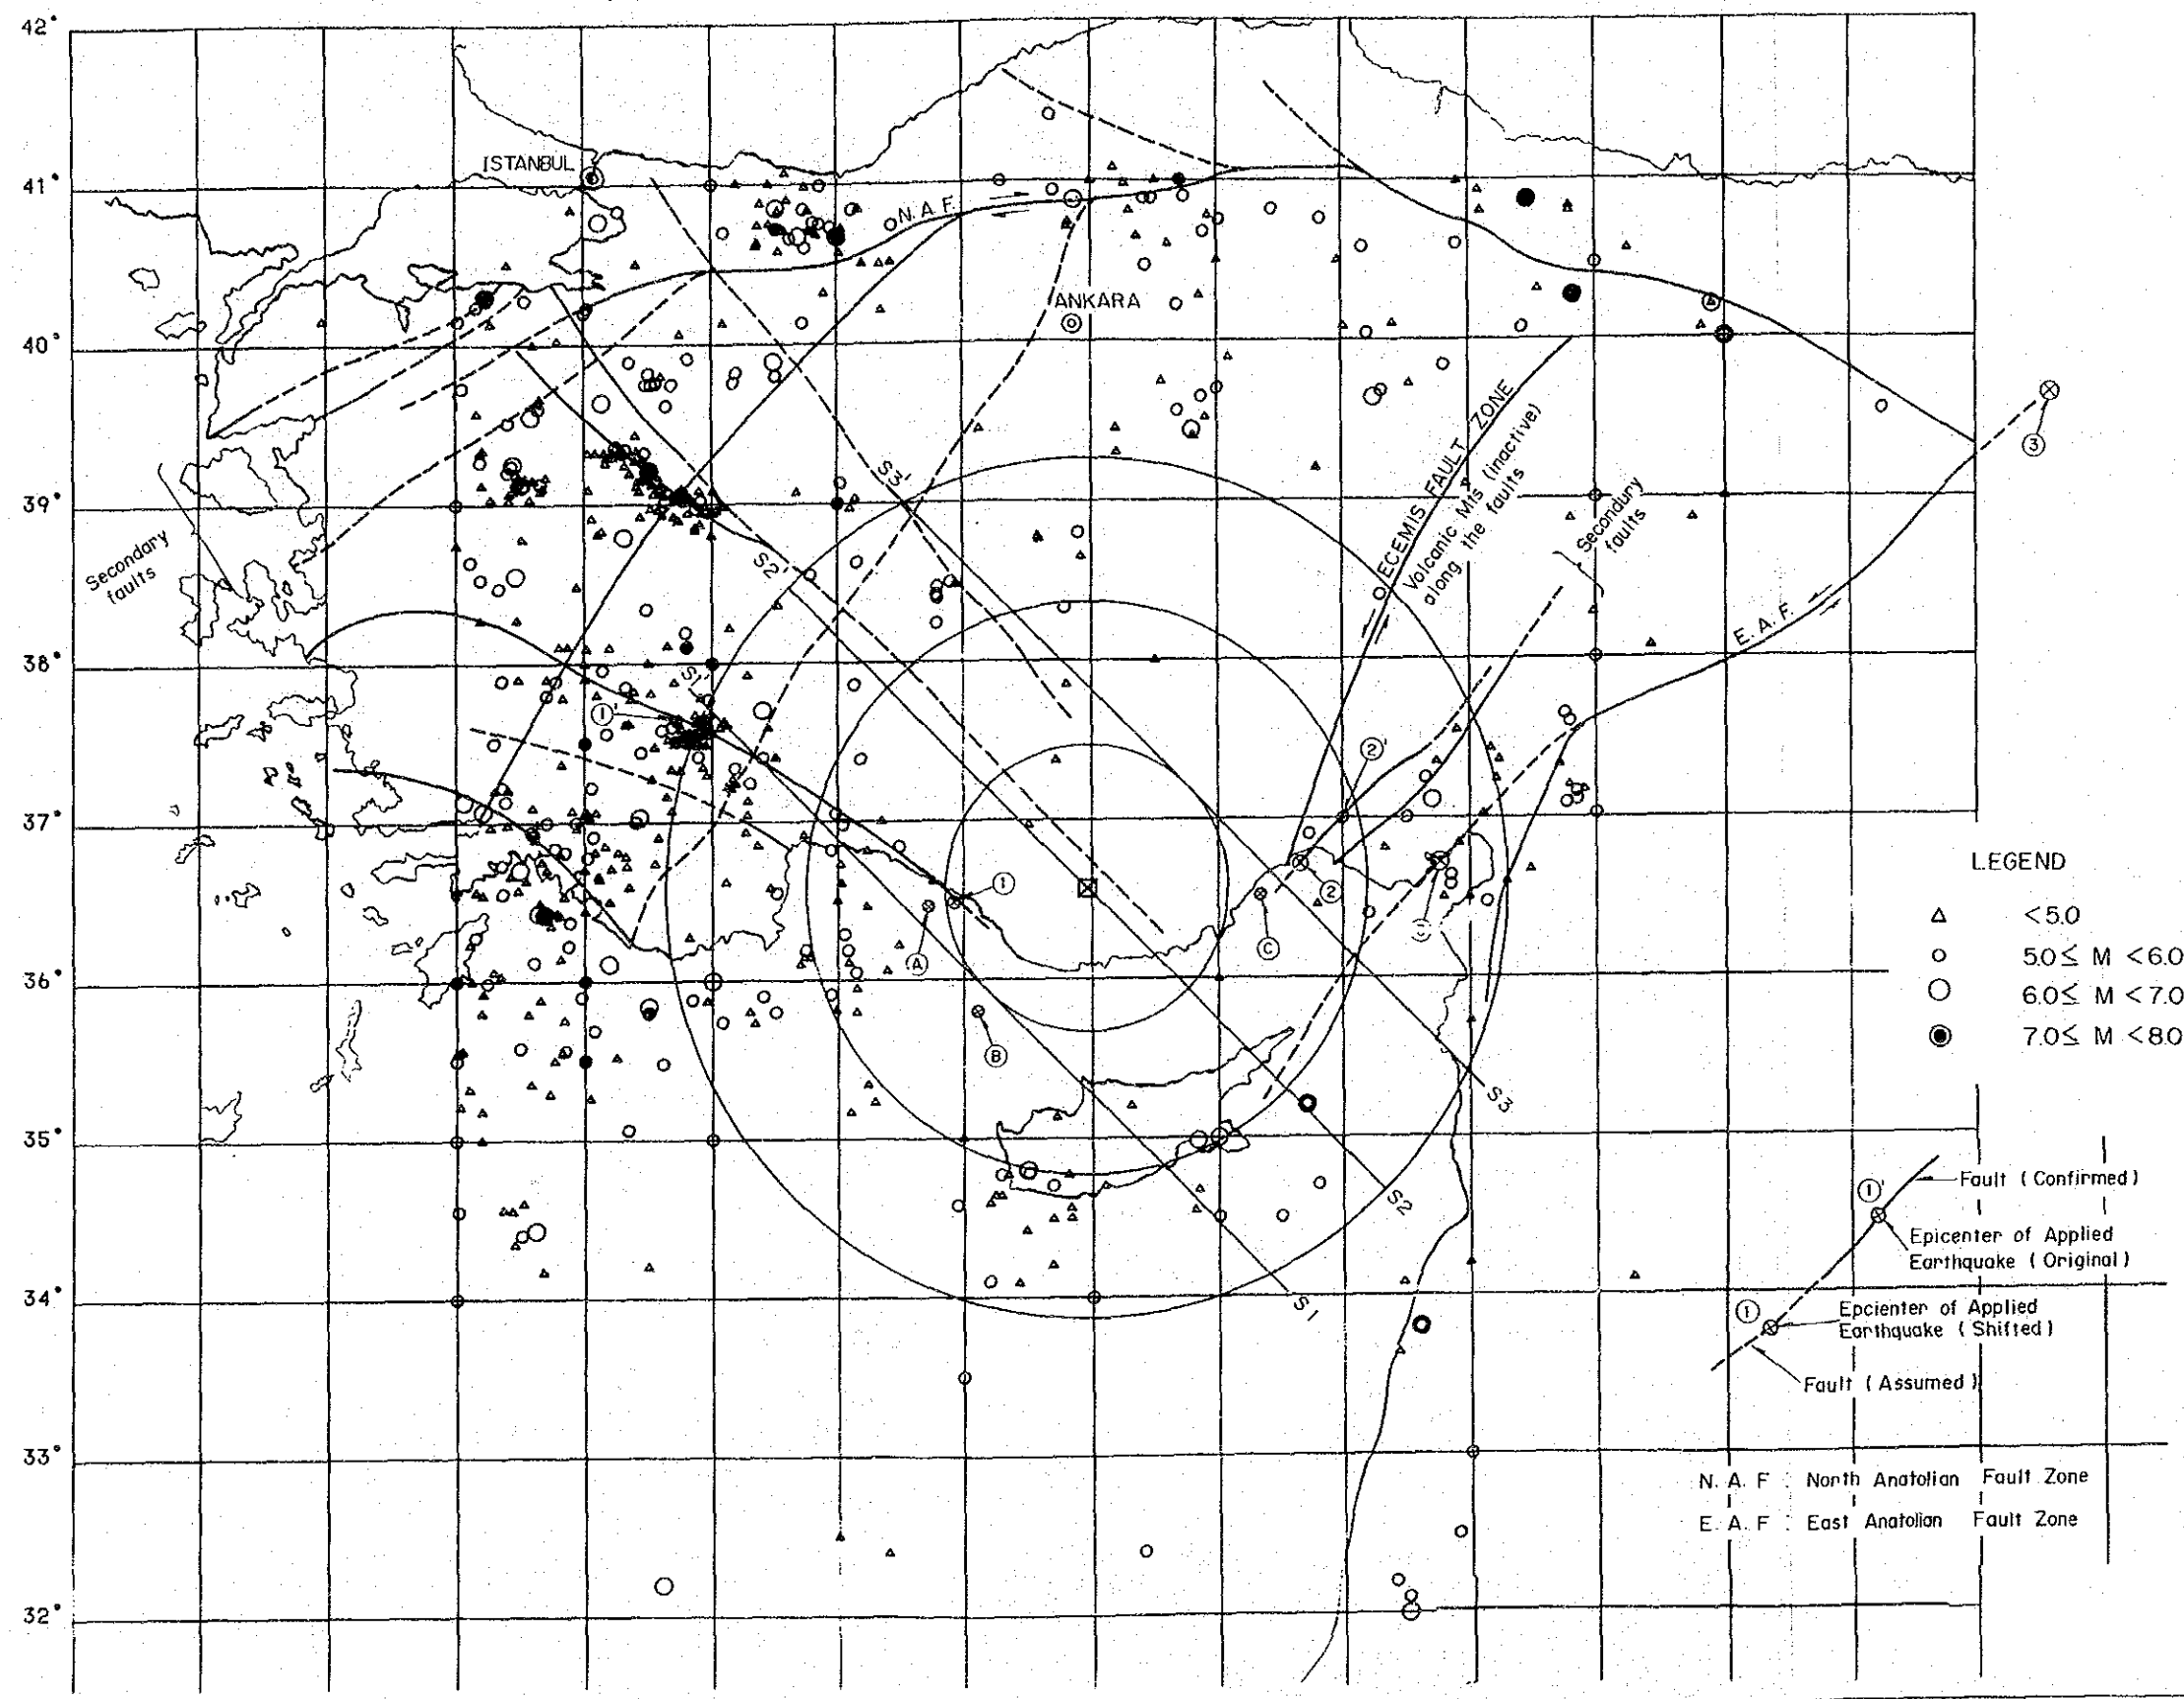 42°
41°
40°
39°
38°
37°
36°
35°
34°
33°
32°
ISTANBUL
N.A.F.
ANKARA
ECEMIS FAULT ZONE
Volcanic Mts (inactive)
along the faults
Secondury
faults
Secondary
faults
E.A.F.
S3'
S2'
S1'
1'
2'
3
1
2
A
B
C
S3
S2
S1
LEGEND
<5.0
5.0≤ M <6.0
6.0≤ M <7.0
7.0≤ M <8.0
1'
Fault (Confirmed)
Epicenter of Applied
Earthquake (Original)
1
Epcienter of Applied
Earthquake (Shifted)
Fault (Assumed)
N. A. F : North Anatolian Fault Zone
E. A. F : East Anatolian Fault Zone